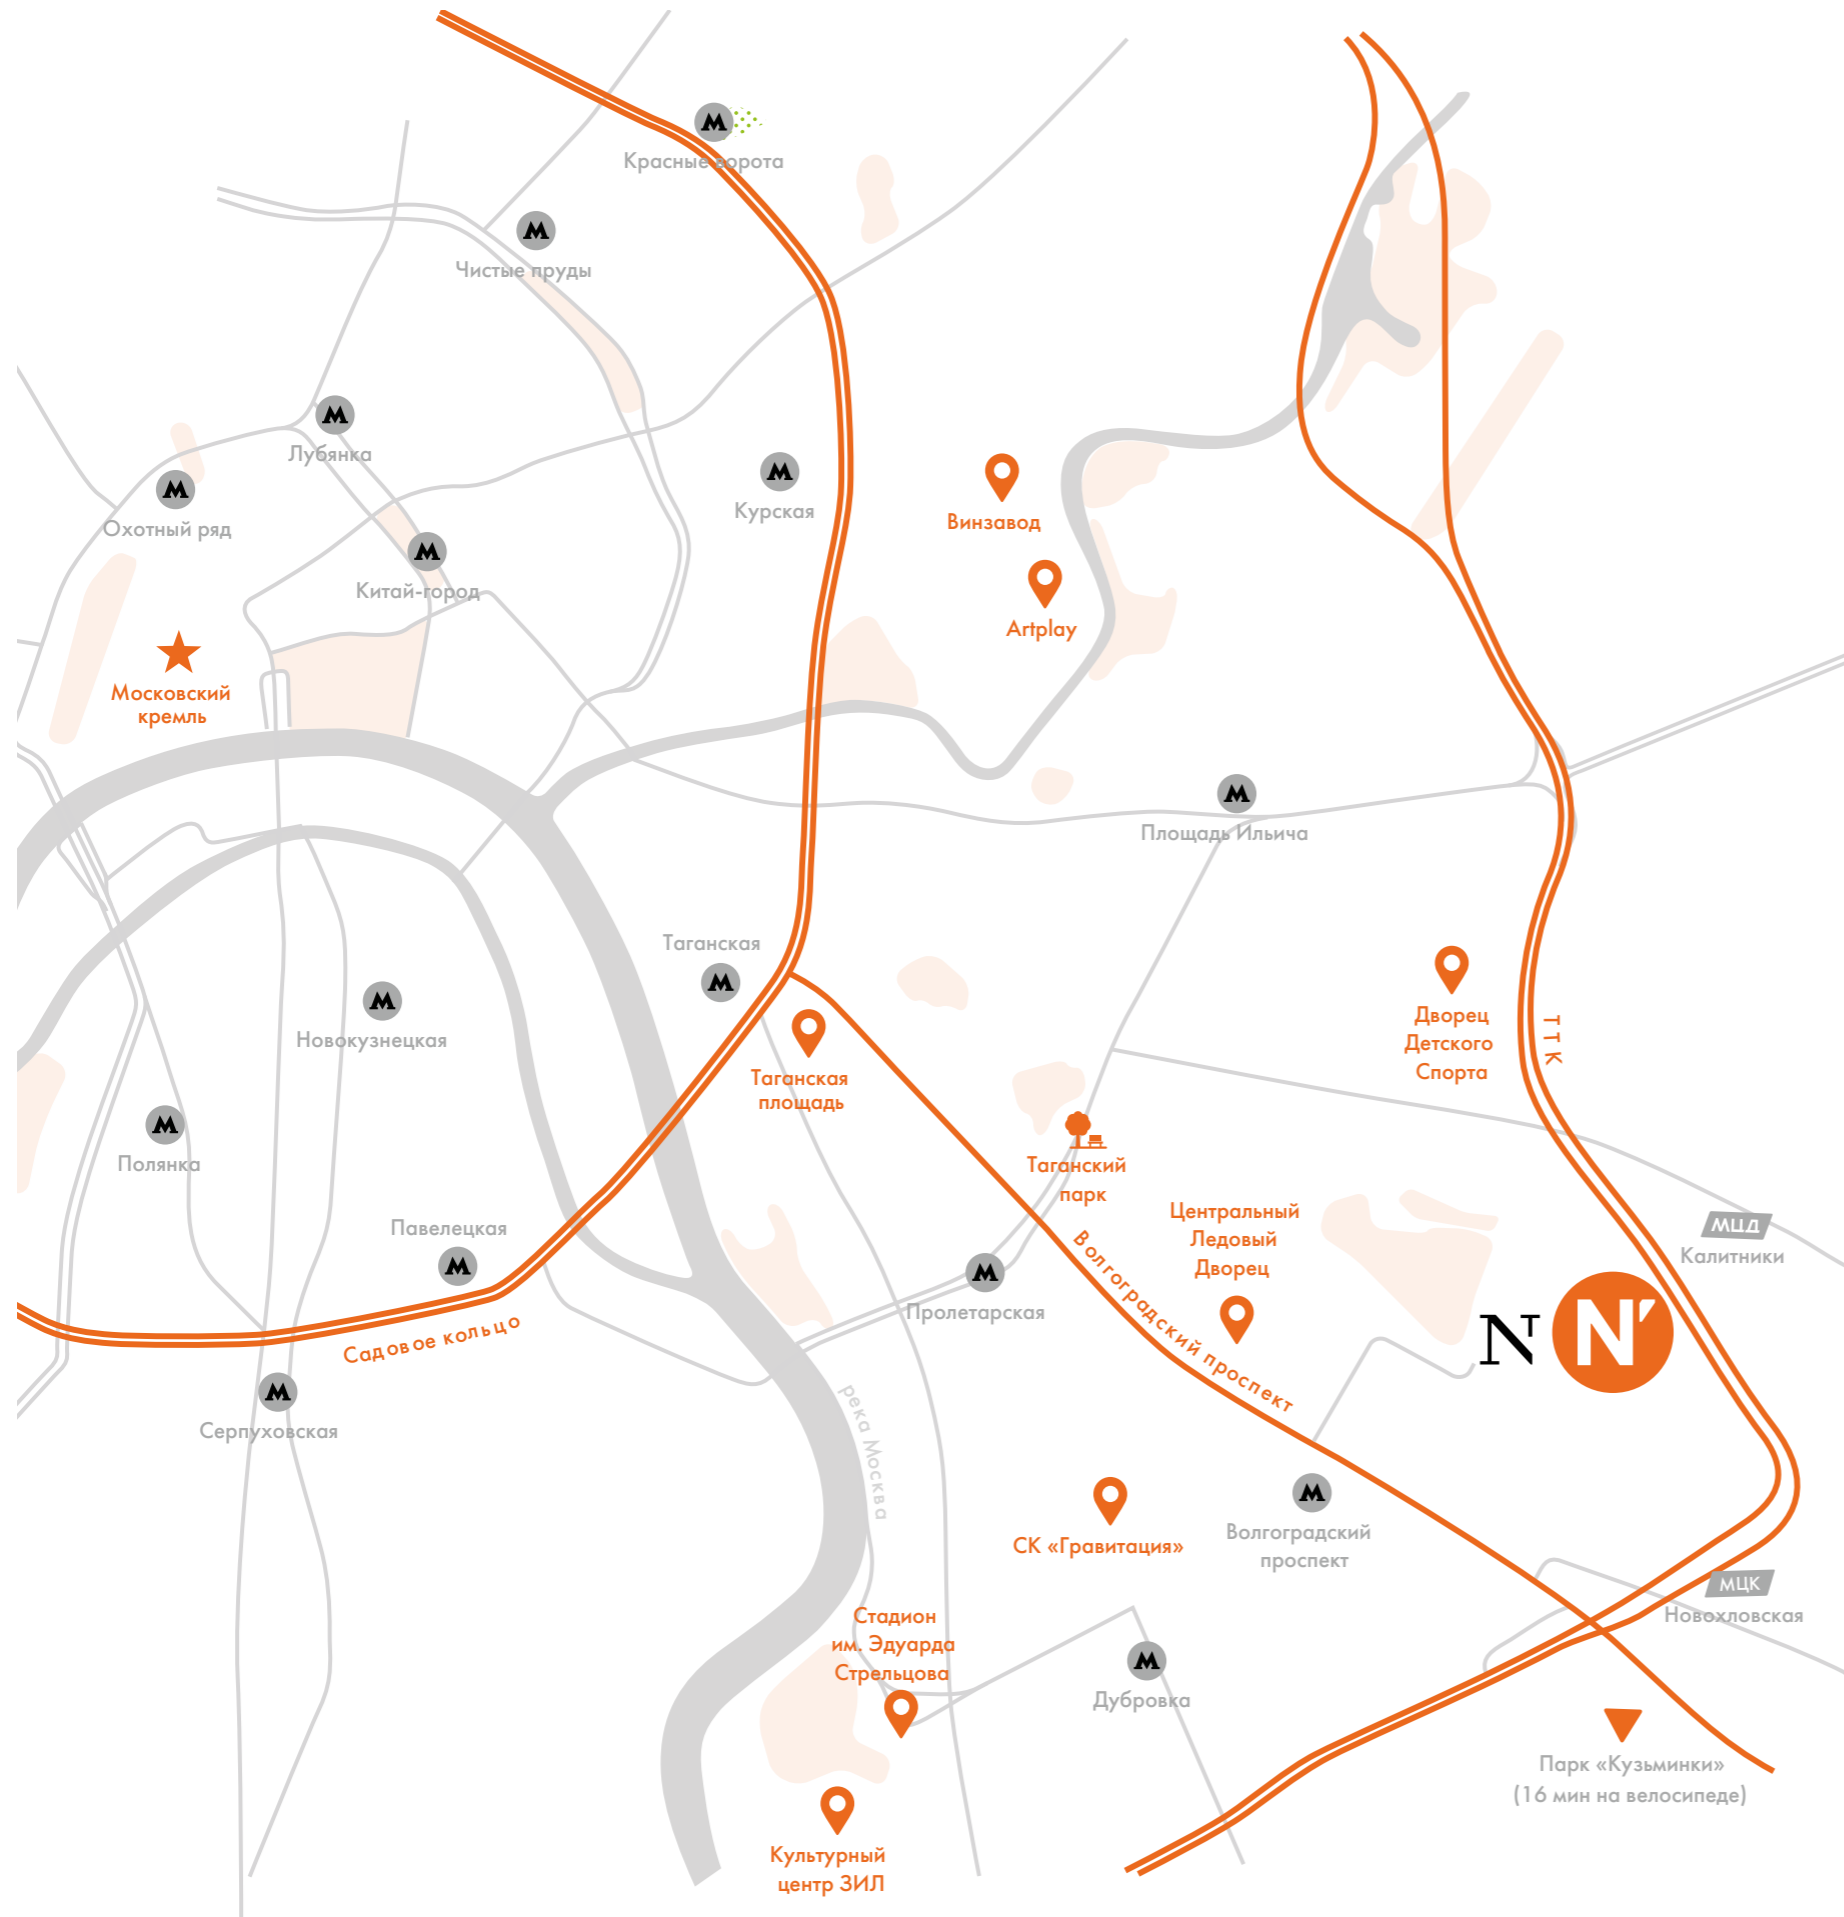 Красные ворота
Чистые пруды
Лубянка
Охотный ряд
Курская
Винзавод
Китай-город
Artplay
Московский
кремль
Площадь Ильича
Таганская
Новокузнецкая
Дворец
Детского
Спорта
ТТК
Таганская
площадь
Полянка
Таганский
парк
Павелецкая
Центральный
Ледовый
Дворец
МЦД
Калитники
Пролетарская
Волгоградский проспект
Садовое кольцо
NT
N
Серпуховская
река Москва
СК «Гравитация»
Волгоградский
проспект
МЦК
Новохловская
Стадион
им. Эдуарда
Стрельцова
Дубровка
Парк «Кузьминки»
(16 мин на велосипеде)
Культурный
центр ЗИЛ